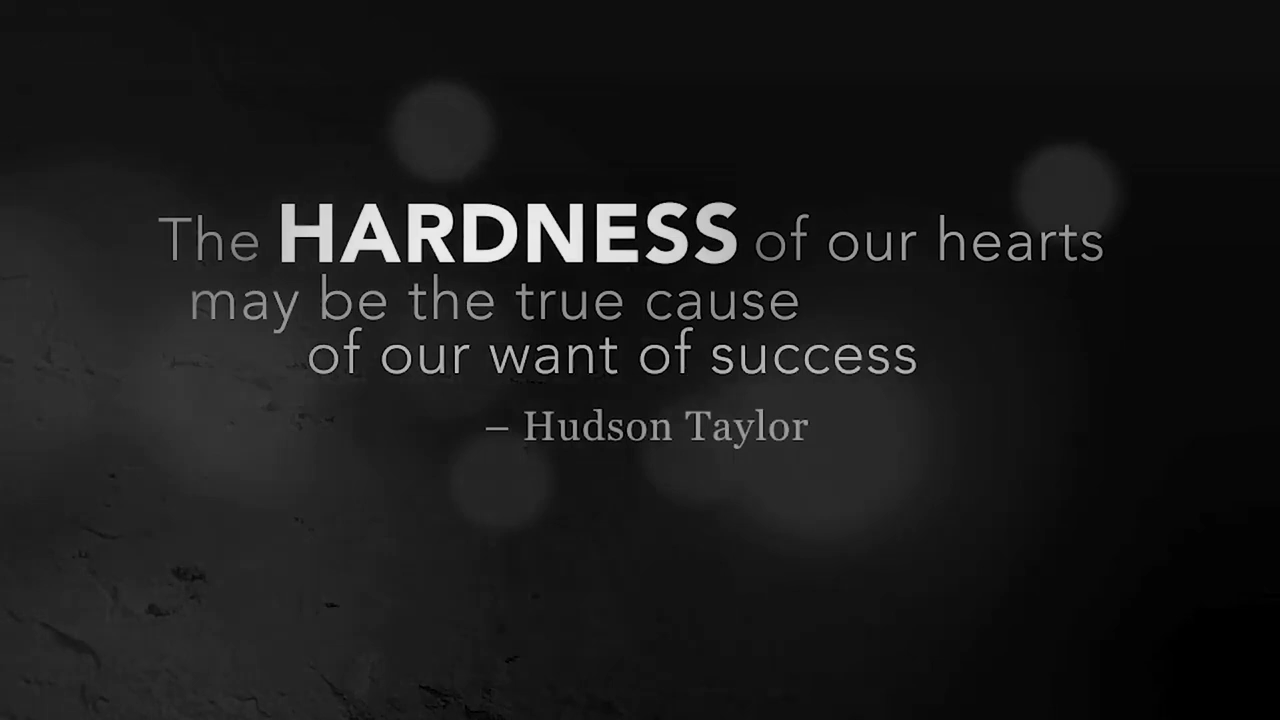 The HARDNESS of our hearts
may be the true cause
of our want of success
– Hudson Taylor